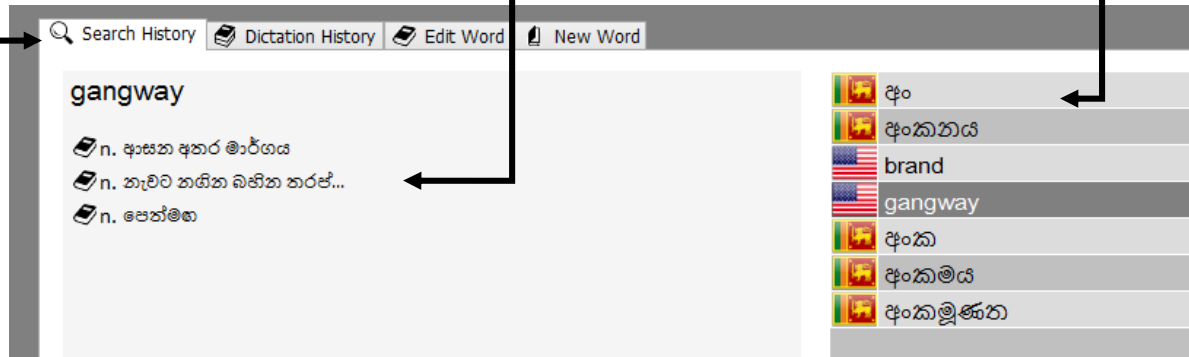 Search History Dictation History Edit Word New Word
gangway
n. ආසන අතර මාර්ගය
n. නැවට නගින බහින තරප්...
n. පෙත්මඟ
අං
අංකනය
brand
gangway
අංක
අංකමය
අංකමූණත